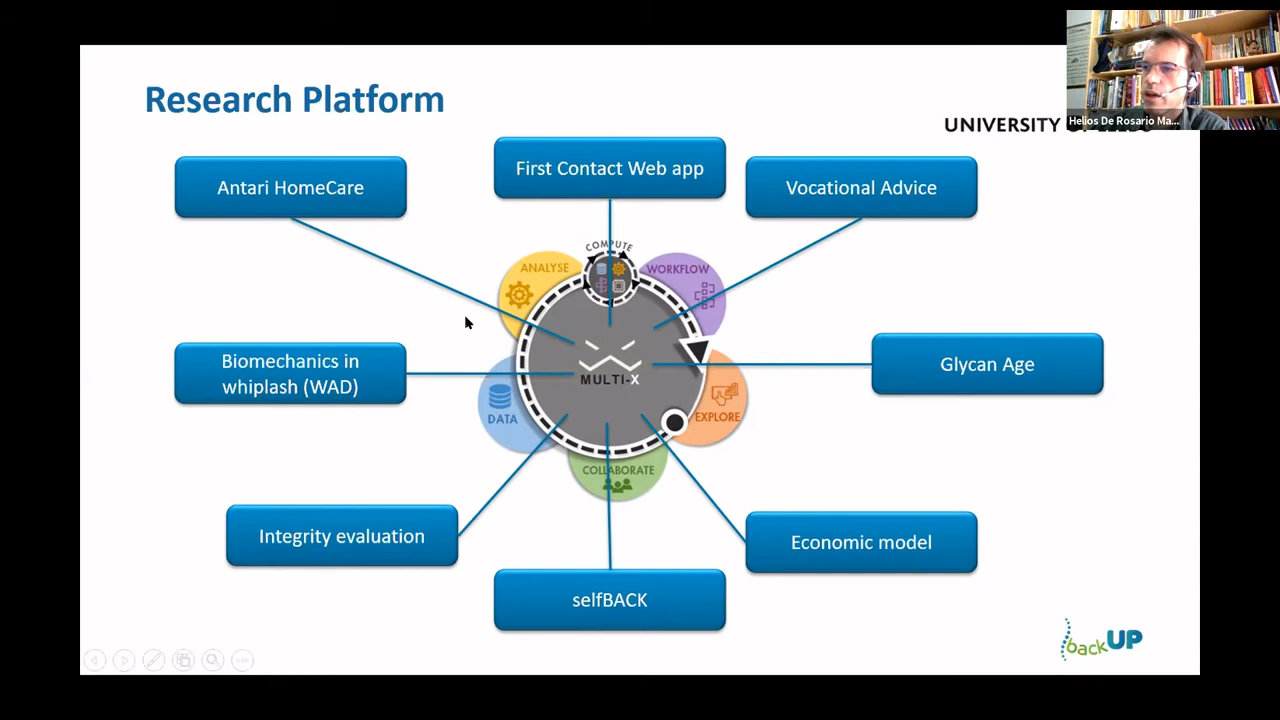 Research Platform
Helios De Rosario Ma...
UNIVERSITY
First Contact Web app
Antari HomeCare
Vocational Advice
COMPUTE
ANALYSE
WORKFLOW
Biomechanics in
whiplash (WAD)
Glycan Age
MULTI-X
DATA
EXPLORE
COLLABORATE
Integrity evaluation
Economic model
selfBACK
backUP